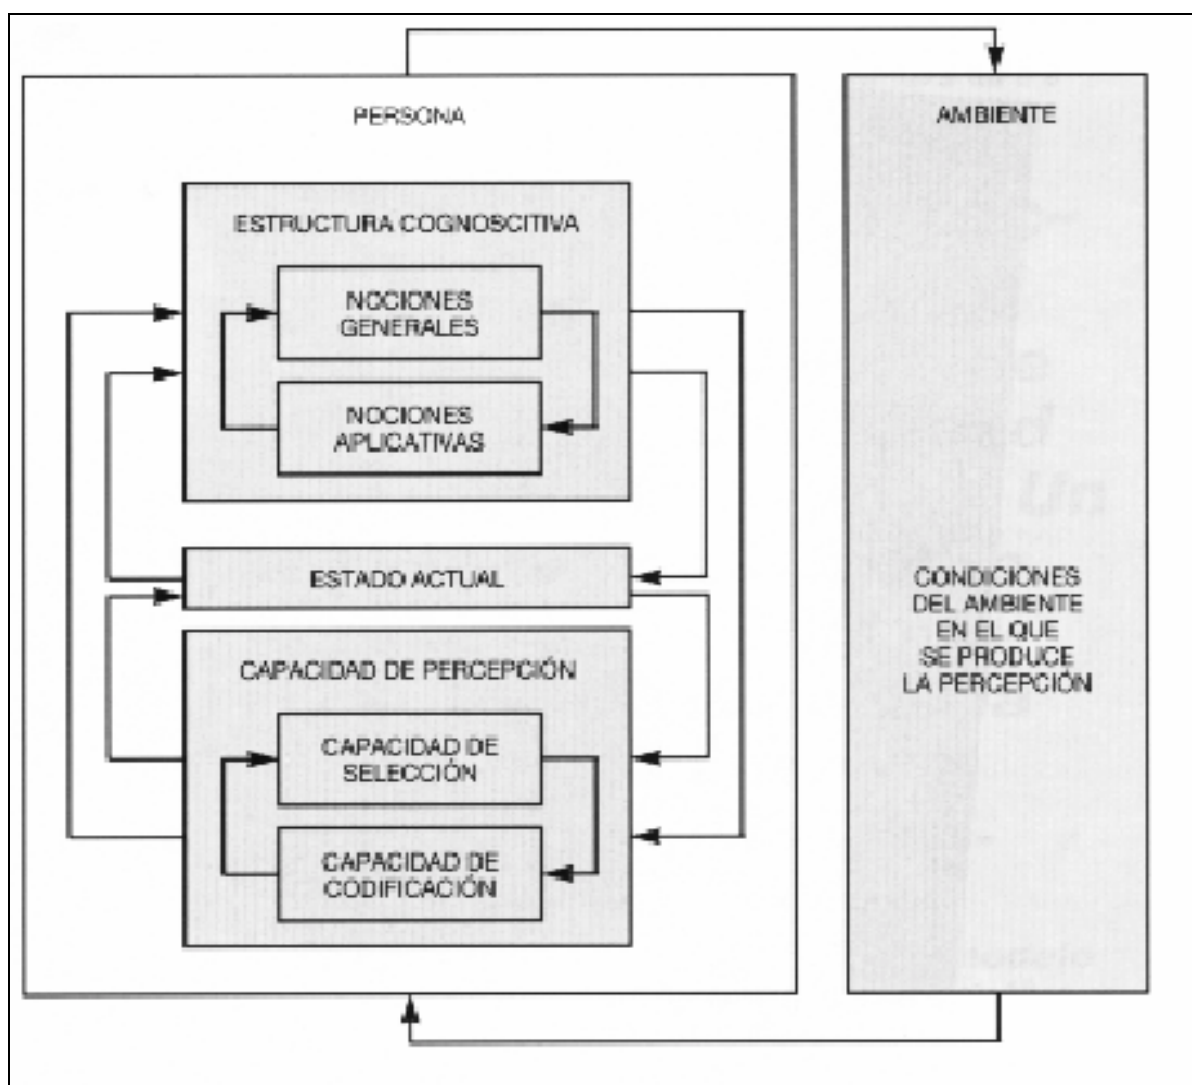 PERSONA
AMBIENTE
ESTRUCTURA COGNOSCITIVA
NOCIONES
GENERALES
NOCIONES
APLICATIVAS
ESTADO ACTUAL
CAPACIDAD DE PERCEPCIÓN
CAPACIDAD DE
SELECCIÓN
CAPACIDAD DE
CODIFICACIÓN
CONDICIONES
DEL AMBIENTE
EN EL QUE
SE PRODUCE
LA PERCEPCIÓN